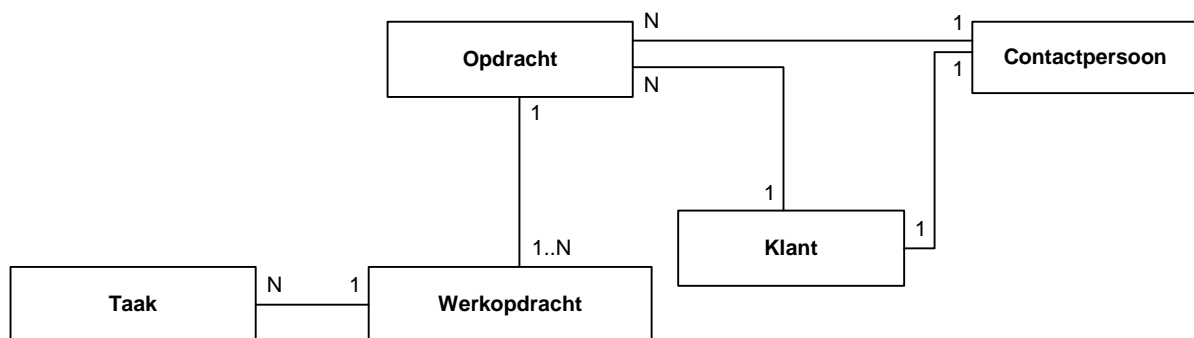 N
1
Opdracht
Contactpersoon
N
1
1
1
1
Klant
1..N
N
1
Taak
Werkopdracht